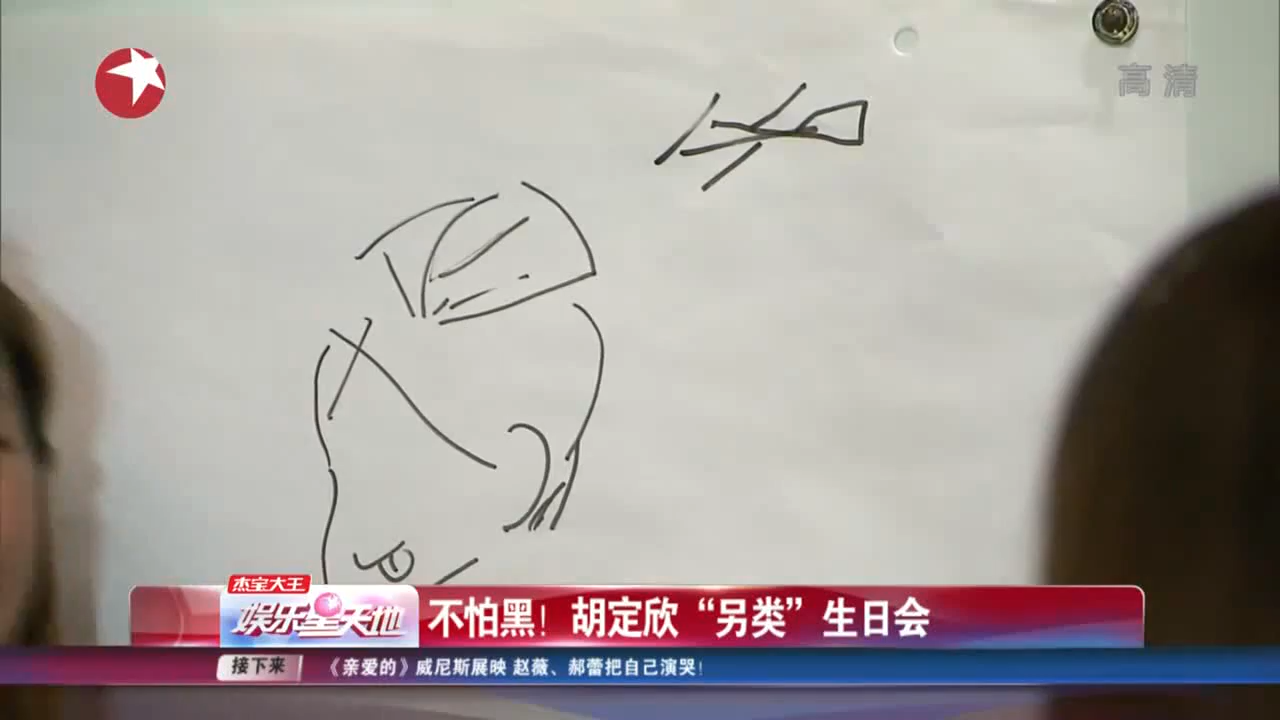 高清
杰宝大王
娱乐星天地
不怕黑！胡定欣“另类”生日会
接下来
《亲爱的》威尼斯展映 赵薇、郝蕾把自己演哭！